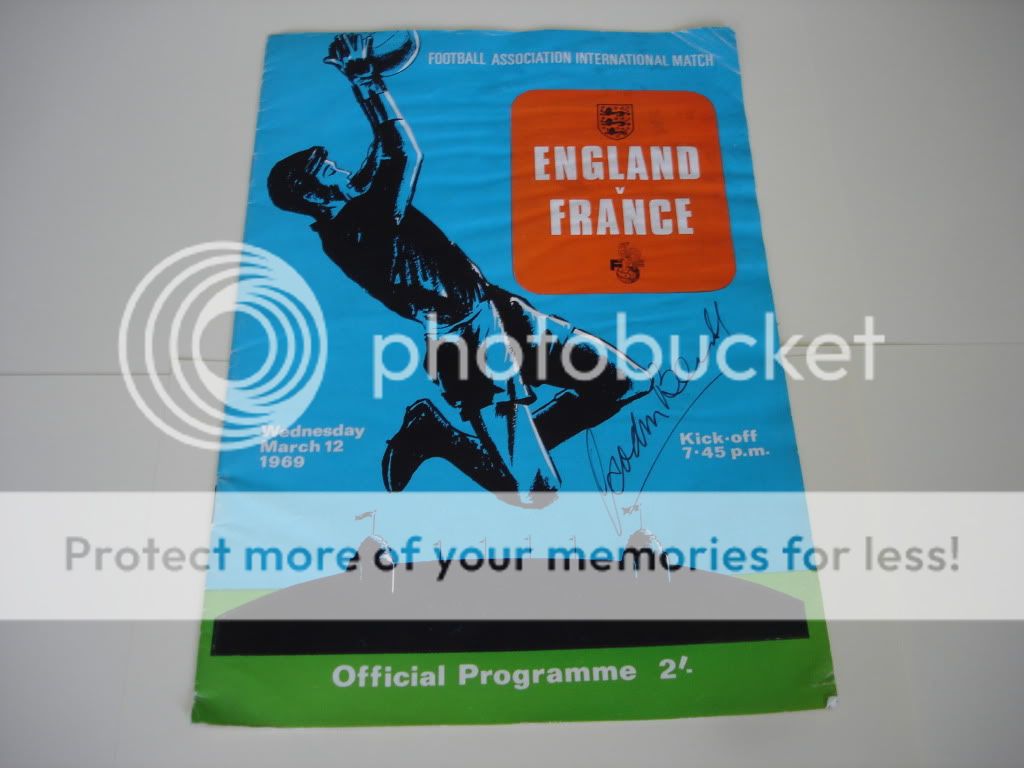 FOOTBALL ASSOCIATION INTERNATIONAL MATCH
ENGLAND
v
FRANCE
photobucket
Wednesday
March 12
1969
Kick-off
7·45 p.m.
Protect more of your memories for less!
Official Programme 2/-